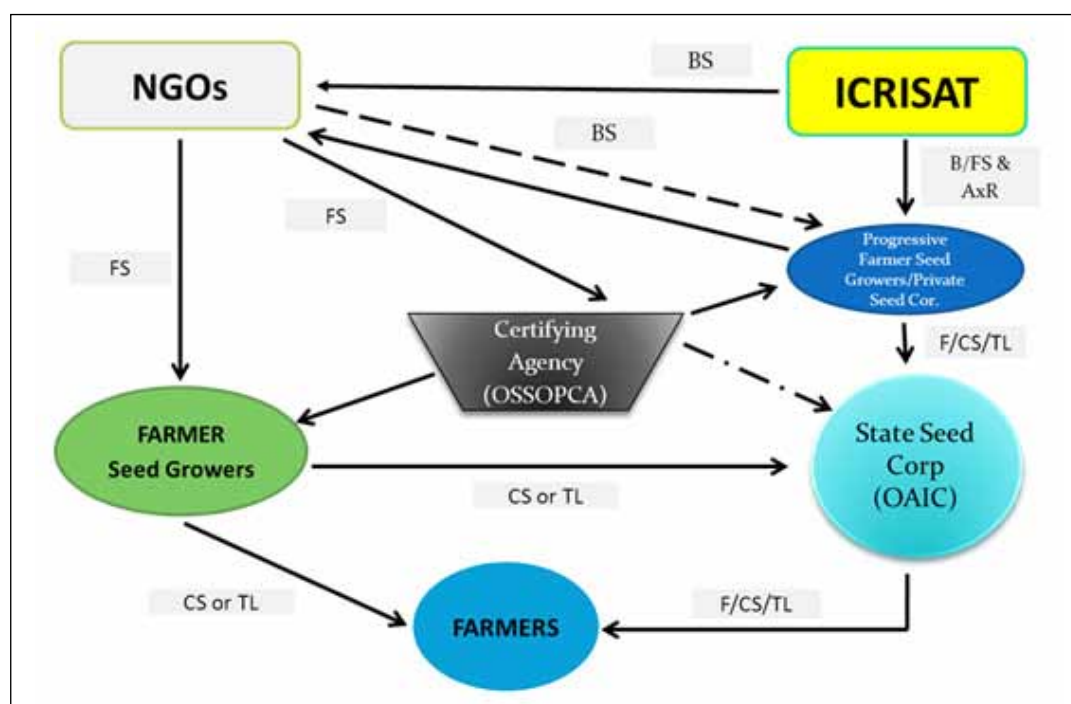 NGOs
BS
ICRISAT
BS
B/FS &
AxR
FS
FS
Progressive
Farmer Seed
Growers/Private
Seed Cor.
Certifying
Agency
(OSSOPCA)
F/CS/TL
FARMER
Seed Growers
State Seed
Corp
(OAIC)
CS or TL
CS or TL
FARMERS
F/CS/TL